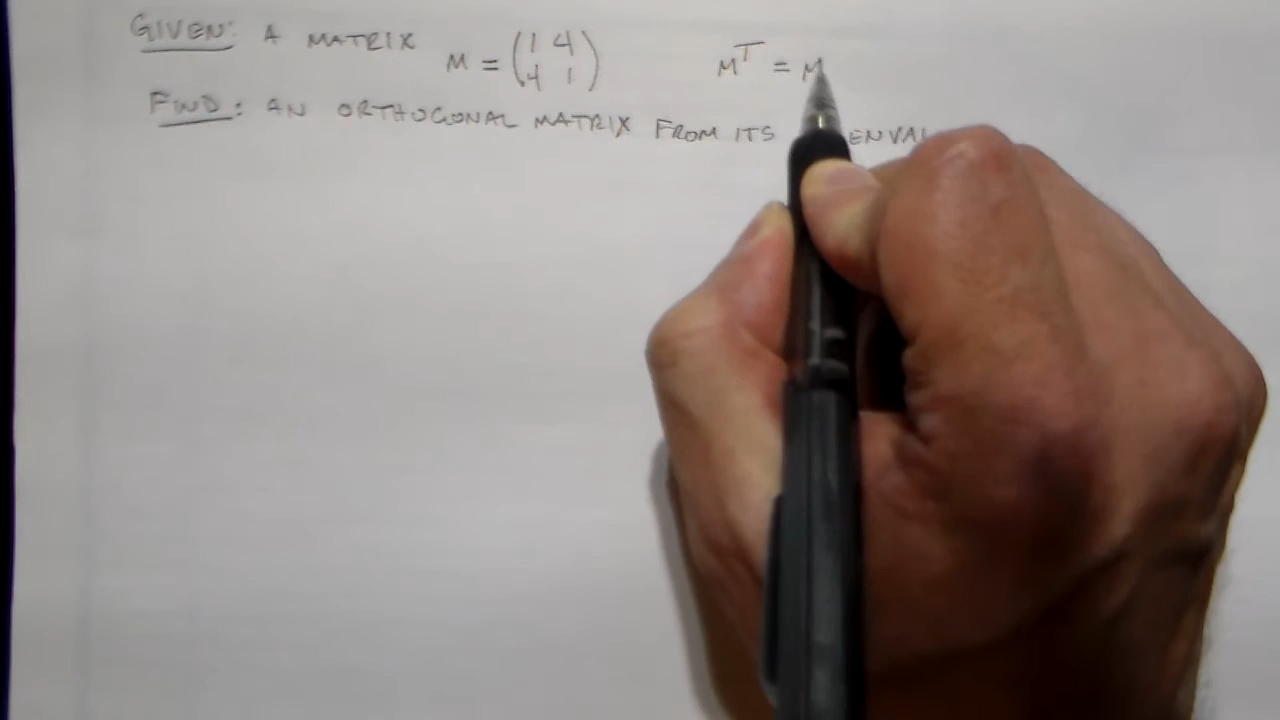 GIVEN: A MATRIX M = (1 4
4 1) M^T = M
FIND: AN ORTHOGONAL MATRIX FROM ITS